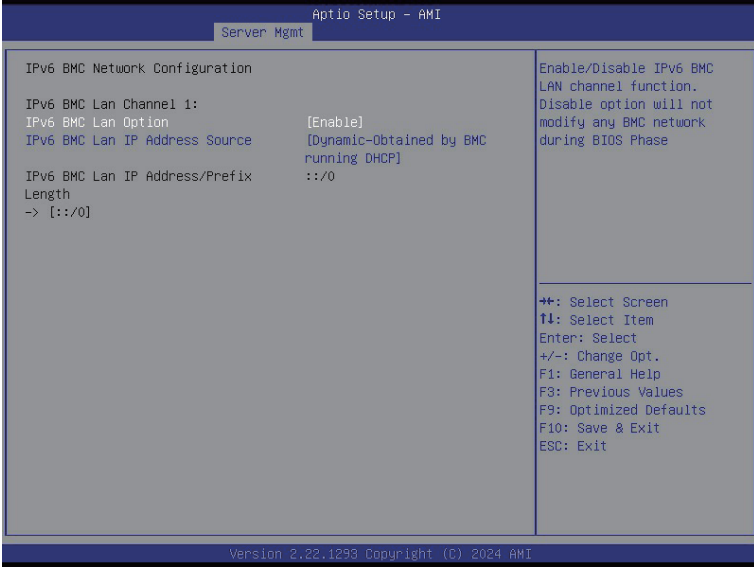 Aptio Setup – AMI
Server Mgmt
IPv6 BMC Network Configuration
IPv6 BMC Lan Channel 1:
IPv6 BMC Lan Option [Enable]
IPv6 BMC Lan IP Address Source [Dynamic-Obtained by BMC
running DHCP]
IPv6 BMC Lan IP Address/Prefix ::/0
Length
-> [::/0]
Enable/Disable IPv6 BMC
LAN channel function.
Disable option will not
modify any BMC network
during BIOS Phase
→←: Select Screen
↑↓: Select Item
Enter: Select
+/-: Change Opt.
F1: General Help
F3: Previous Values
F9: Optimized Defaults
F10: Save & Exit
ESC: Exit
Version 2.22.1293 Copyright (C) 2024 AMI